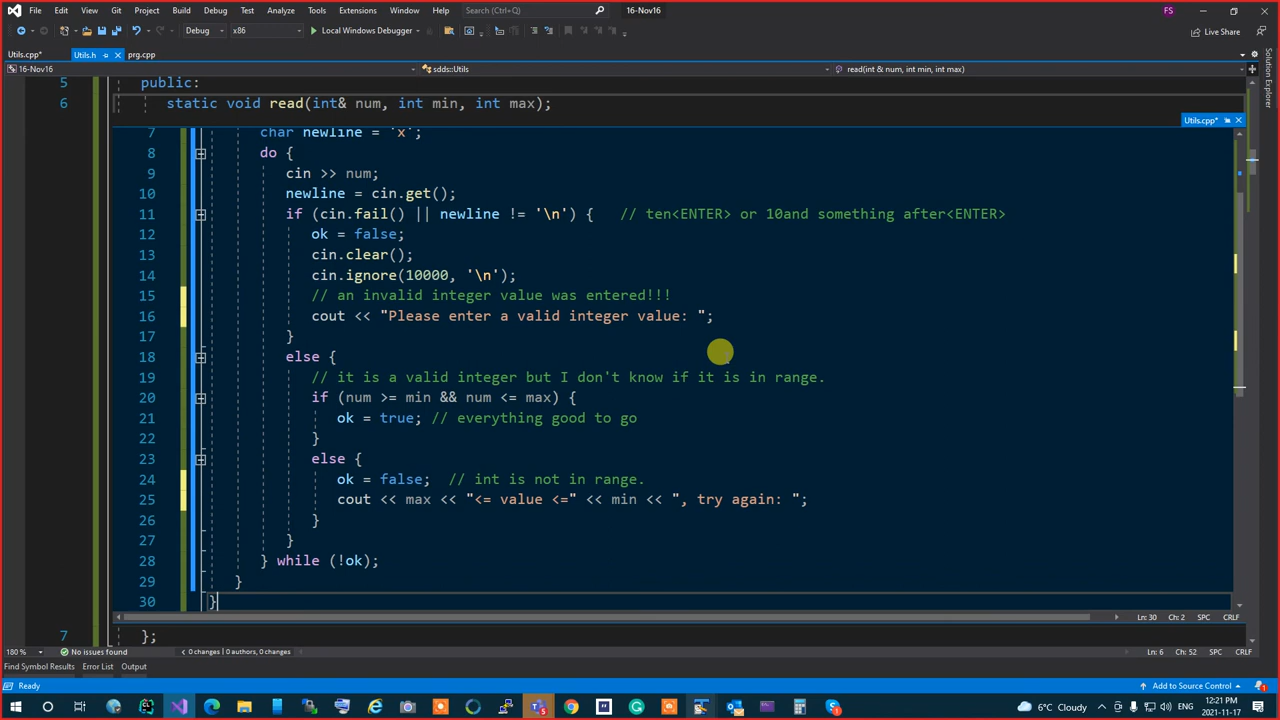 File Edit View Git Project Build Debug Test Analyze Tools Extensions Window Help Search (Ctrl+Q) 16-Nov16 FS
Debug x86 Local Windows Debugger Live Share
Utils.cpp* Utils.h prg.cpp
16-Nov16 sdds::Utils read(int & num, int min, int max)
5 public:
6 static void read(int& num, int min, int max);
Utils.cpp*
7 char newline = 'x';
8 do {
9 cin >> num;
10 newline = cin.get();
11 if (cin.fail() || newline != '\n') { // ten<ENTER> or 10and something after<ENTER>
12 ok = false;
13 cin.clear();
14 cin.ignore(10000, '\n');
15 // an invalid integer value was entered!!!
16 cout << "Please enter a valid integer value: ";
17 }
18 else {
19 // it is a valid integer but I don't know if it is in range.
20 if (num >= min && num <= max) {
21 ok = true; // everything good to go
22 }
23 else {
24 ok = false; // int is not in range.
25 cout << max << "<= value <=" << min << ", try again: ";
26 }
27 }
28 } while (!ok);
29 }
30 }
Ln: 30 Ch: 2 SPC CRLF
7 };
180 % No issues found 0 changes | 0 authors, 0 changes Ln: 6 Ch: 52 SPC CRLF
Find Symbol Results Error List Output
Ready Add to Source Control 1
6°C Cloudy ENG 12:21 PM 2021-11-17
Solution Explorer